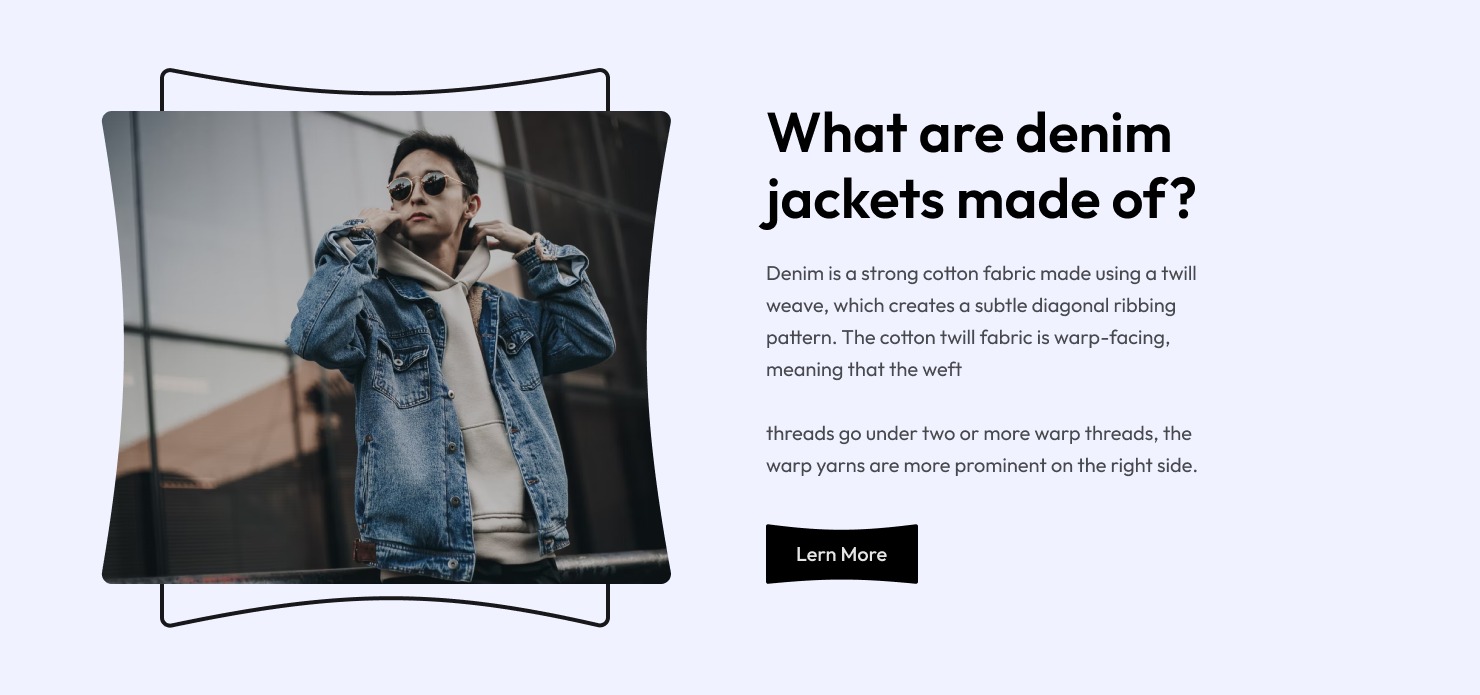 What are denim
jackets made of?
Denim is a strong cotton fabric made using a twill
weave, which creates a subtle diagonal ribbing
pattern. The cotton twill fabric is warp-facing,
meaning that the weft
threads go under two or more warp threads, the
warp yarns are more prominent on the right side.
Lern More